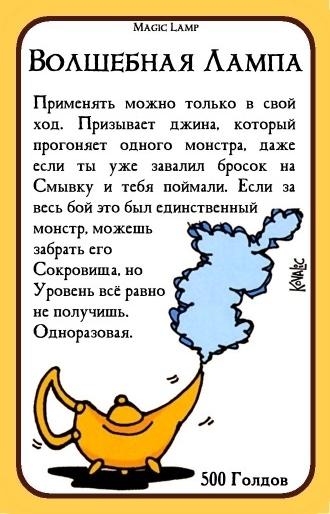 Magic Lamp
Волшебная Лампа
Применять можно только в свой
ход. Призывает джина, который
прогоняет одного монстра, даже
если ты уже завалил бросок на
Смывку и тебя поймали. Если за
весь бой это был единственный
монстр, можешь
забрать его
Сокровища, но
Уровень всё равно
не получишь.
Одноразовая.
Kovalic
500 Голдов